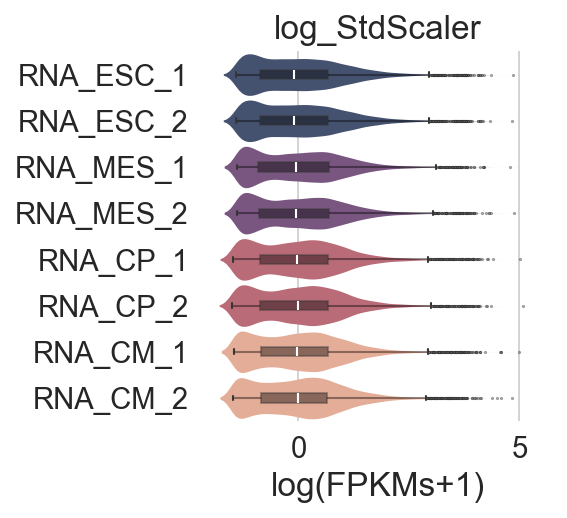 log_StdScaler
RNA_ESC_1
RNA_ESC_2
RNA_MES_1
RNA_MES_2
RNA_CP_1
RNA_CP_2
RNA_CM_1
RNA_CM_2
0 5
log(FPKMs+1)